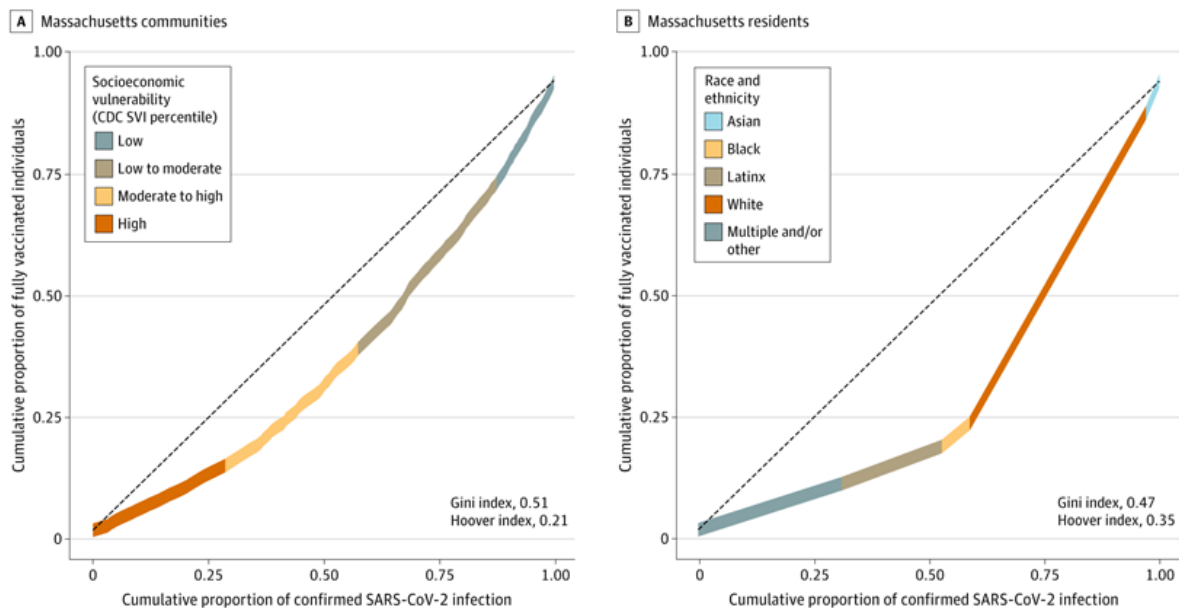 A Massachusetts communities
1.00
0.75
0.50
0.25
0
Cumulative proportion of fully vaccinated individuals
Socioeconomic
vulnerability
(CDC SVI percentile)
Low
Low to moderate
Moderate to high
High
Gini index, 0.51
Hoover index, 0.21
0 0.25 0.50 0.75 1.00
Cumulative proportion of confirmed SARS-CoV-2 infection
B Massachusetts residents
1.00
0.75
0.50
0.25
0
Cumulative proportion of fully vaccinated individuals
Race and
ethnicity
Asian
Black
Latinx
White
Multiple and/or
other
Gini index, 0.47
Hoover index, 0.35
0 0.25 0.50 0.75 1.00
Cumulative proportion of confirmed SARS-CoV-2 infection